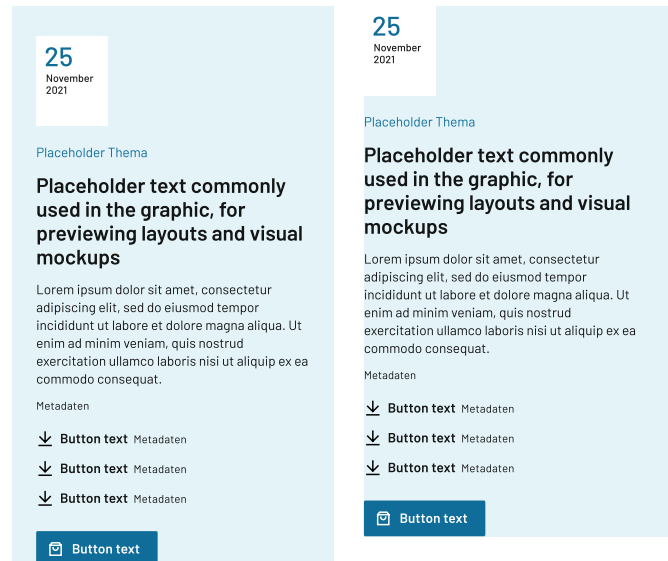 25
November
2021
Placeholder Thema
Placeholder text commonly
used in the graphic, for
previewing layouts and visual
mockups
Lorem ipsum dolor sit amet, consectetur
adipiscing elit, sed do eiusmod tempor
incididunt ut labore et dolore magna aliqua. Ut
enim ad minim veniam, quis nostrud
exercitation ullamco laboris nisi ut aliquip ex ea
commodo consequat.
Metadaten
Button text Metadaten
Button text Metadaten
Button text Metadaten
Button text
25
November
2021
Placeholder Thema
Placeholder text commonly
used in the graphic, for
previewing layouts and visual
mockups
Lorem ipsum dolor sit amet, consectetur
adipiscing elit, sed do eiusmod tempor
incididunt ut labore et dolore magna aliqua. Ut
enim ad minim veniam, quis nostrud
exercitation ullamco laboris nisi ut aliquip ex ea
commodo consequat.
Metadaten
Button text Metadaten
Button text Metadaten
Button text Metadaten
Button text